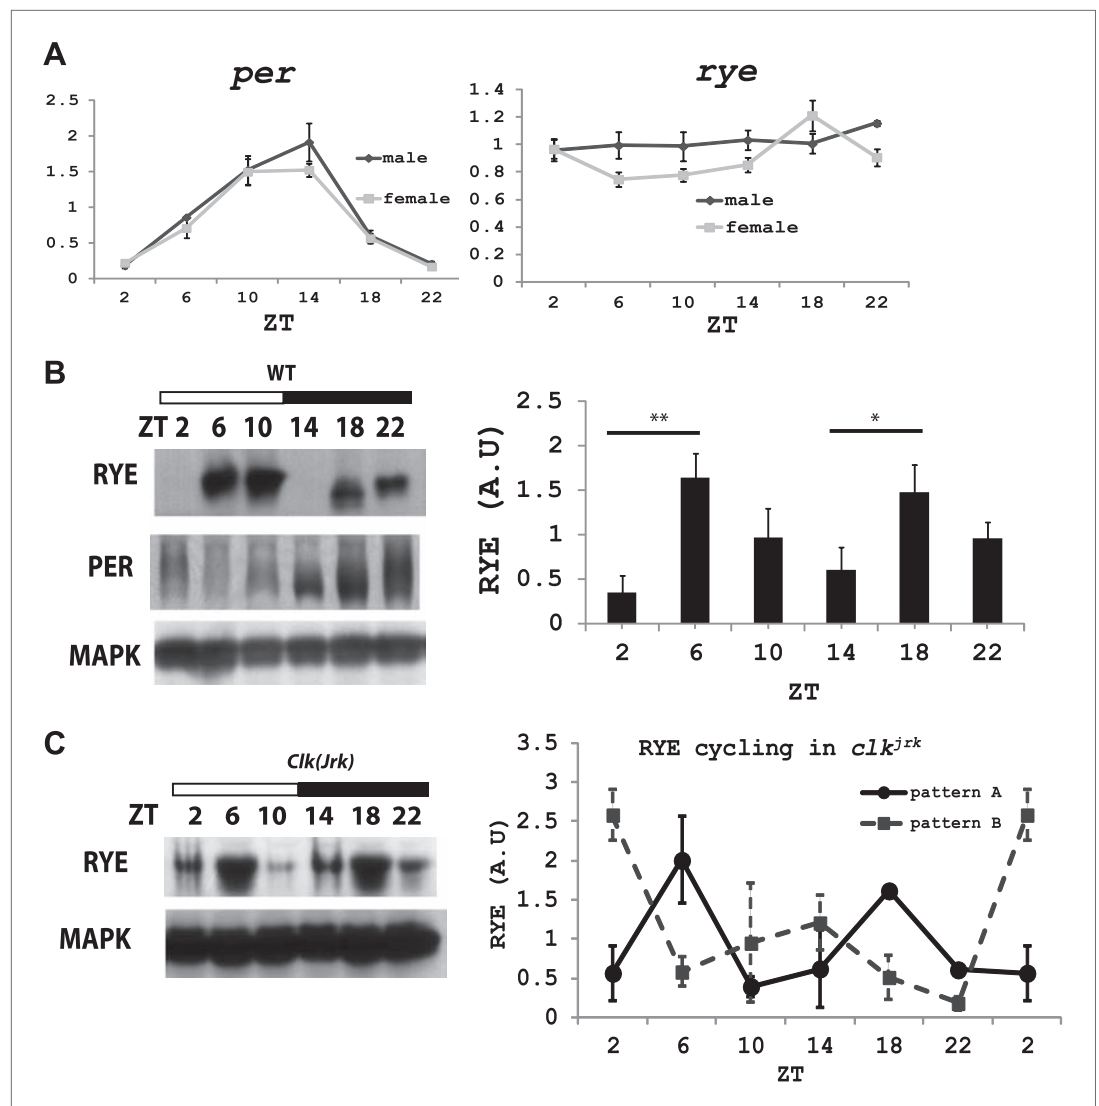 A
per
2.5
2
1.5
1
0.5
0
male
female
2 6 10 14 18 22
ZT
rye
1.4
1.2
1
0.8
0.6
0.4
0.2
0
male
female
2 6 10 14 18 22
ZT
B
WT
ZT 2 6 10 14 18 22
RYE
PER
MAPK
RYE (A.U)
2.5
2
1.5
1
0.5
0
** *
2 6 10 14 18 22
ZT
C
Clk(Jrk)
ZT 2 6 10 14 18 22
RYE
MAPK
RYE cycling in clkjrk
RYE (A.U)
3.5
3
2.5
2
1.5
1
0.5
0
pattern A
pattern B
2 6 10 14 18 22 2
ZT